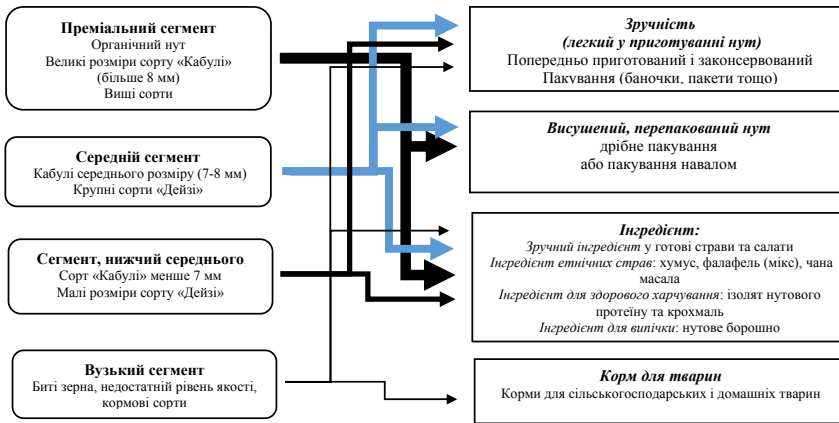 Преміальний сегмент
Органічний нут
Великі розміри сорту «Кабулі»
(більше 8 мм)
Вищі сорти
Середній сегмент
Кабулі середнього розміру (7-8 мм)
Крупні сорти «Дейзі»
Сегмент, нижчий середнього
Сорт «Кабулі» менше 7 мм
Малі розміри сорту «Дейзі»
Вузький сегмент
Биті зерна, недостатній рівень якості,
кормові сорти
Зручність
(легкий у приготуванні нут)
Попередньо приготований і законсервований
Пакування (баночки, пакети тощо)
Висушений, перепакований нут
дрібне пакування
або пакування навалом
Інгредієнт:
Зручний інгредієнт у готові страви та салати
Інгредієнт етнічних страв: хумус, фалафель (мікс), чана
масала
Інгредієнт для здорового харчування: ізолят нутового
протеїну та крохмаль
Інгредієнт для випічки: нутове борошно
Корм для тварин
Корми для сільськогосподарських і домашніх тварин